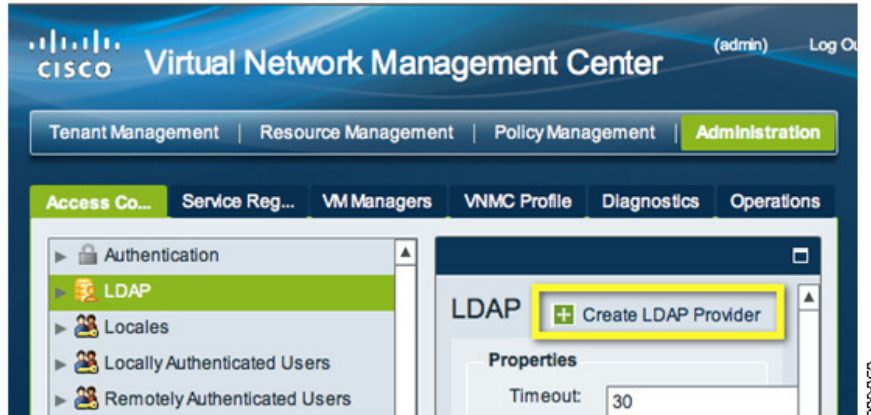 CISCO Virtual Network Management Center (admin) Log Ou
Tenant Management | Resource Management | Policy Management | Administration
Access Co... Service Reg... VM Managers VNMC Profile Diagnostics Operations
Authentication
LDAP
Locales
Locally Authenticated Users
Remotely Authenticated Users
LDAP Create LDAP Provider
Properties
Timeout: 30